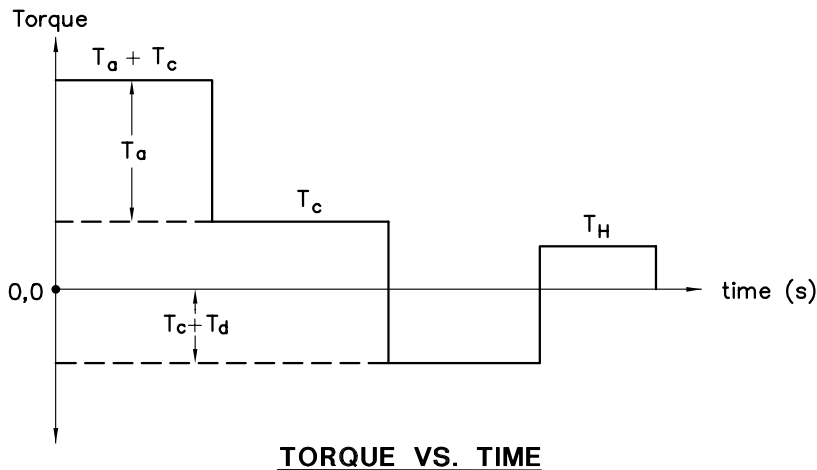 Torque
Ta + Tc
Ta
Tc
TH
0,0
time (s)
Tc+Td
TORQUE VS. TIME